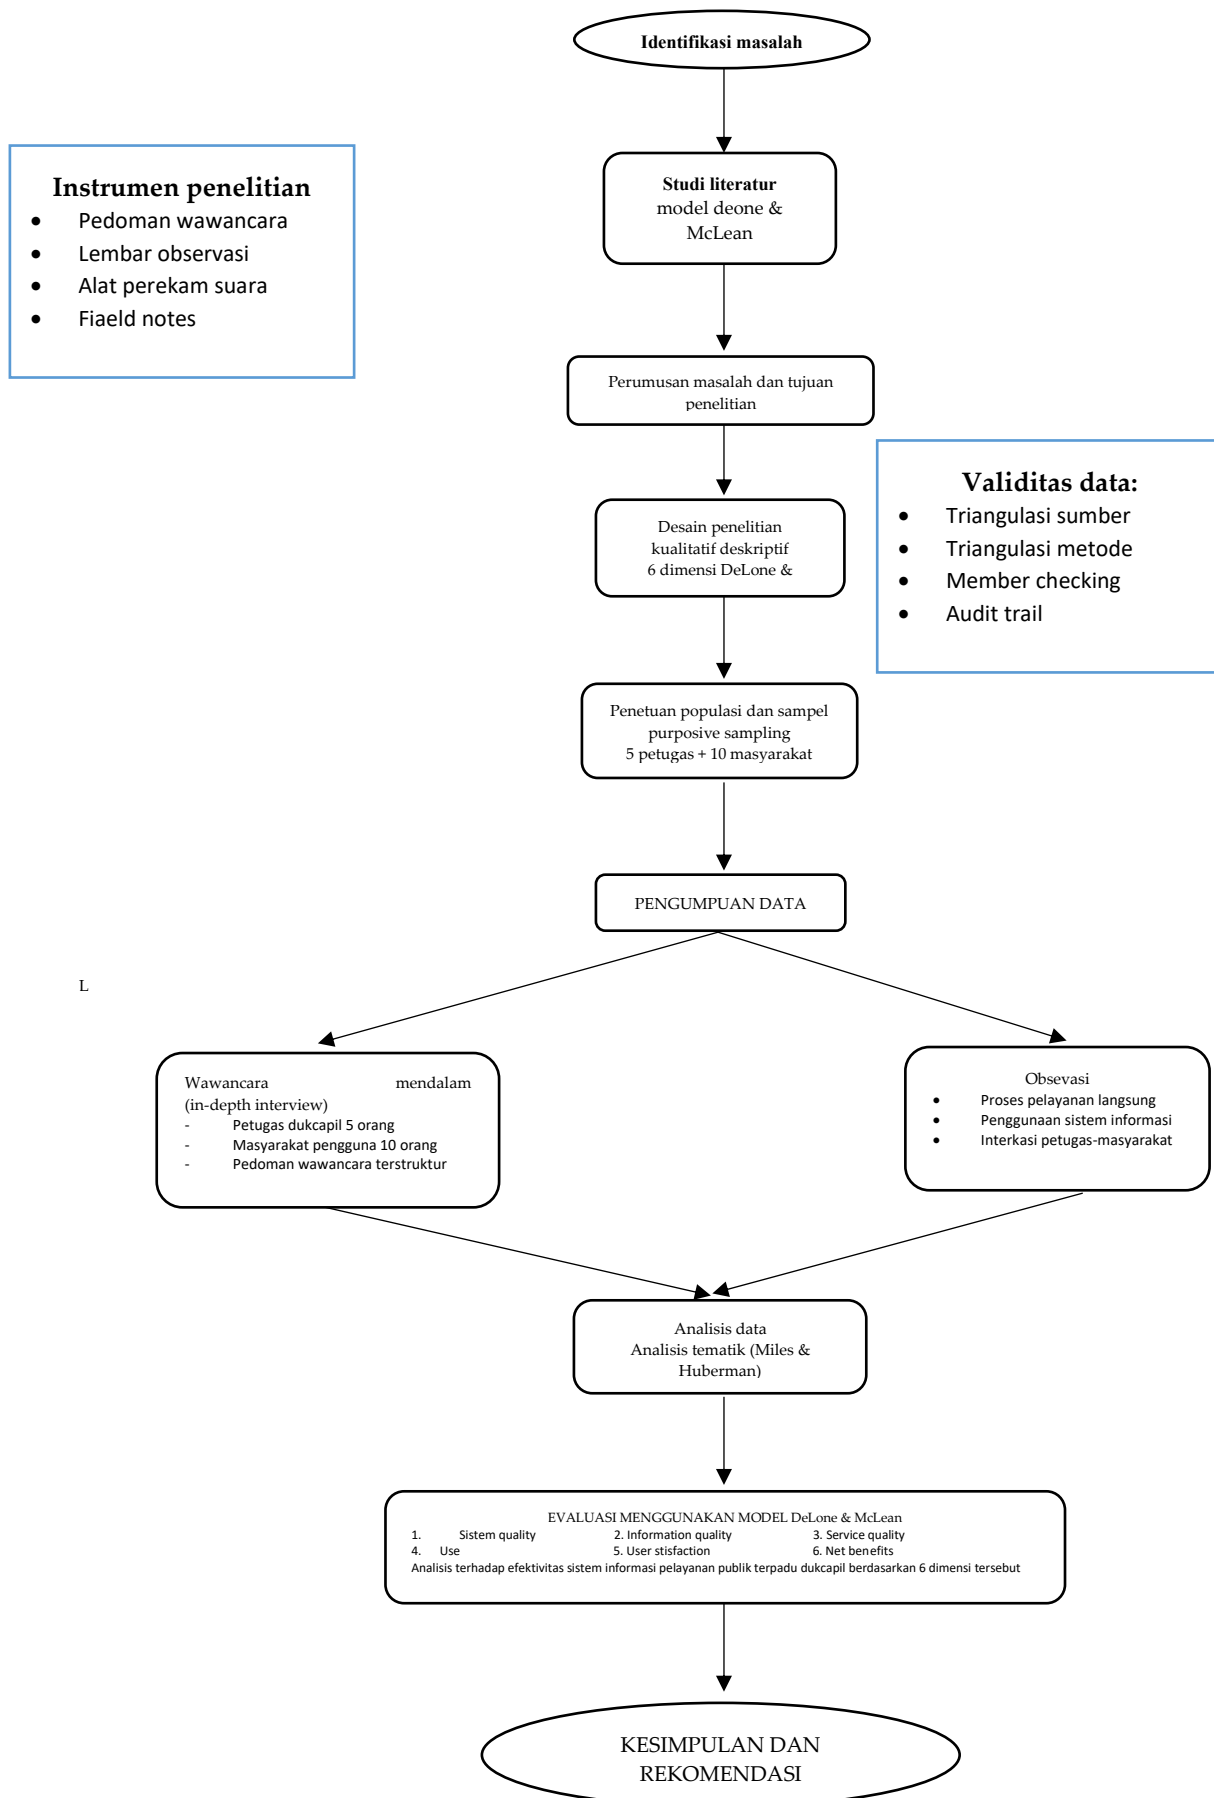 Identifikasi masalah
Studi literatur
model deone &
McLean
Instrumen penelitian
• Pedoman wawancara
• Lembar observasi
• Alat perekam suara
• Fiaeld notes
Perumusan masalah dan tujuan
penelitian
Validitas data:
• Triangulasi sumber
• Triangulasi metode
• Member checking
• Audit trail
Desain penelitian
kualitatif deskriptif
6 dimensi DeLone &
Penetuan populasi dan sampel
purposive sampling
5 petugas + 10 masyarakat
PENGUMPUAN DATA
L
Wawancara mendalam
(in-depth interview)
- Petugas dukcapil 5 orang
- Masyarakat pengguna 10 orang
- Pedoman wawancara terstruktur
Obsevasi
• Proses pelayanan langsung
• Penggunaan sistem informasi
• Interkasi petugas-masyarakat
Analisis data
Analisis tematik (Miles &
Huberman)
EVALUASI MENGGUNAKAN MODEL DeLone & McLean
1. Sistem quality 2. Information quality 3. Service quality
4. Use 5. User stisfaction 6. Net benefits
Analisis terhadap efektivitas sistem informasi pelayanan publik terpadu dukcapil berdasarkan 6 dimensi tersebut
KESIMPULAN DAN
REKOMENDASI